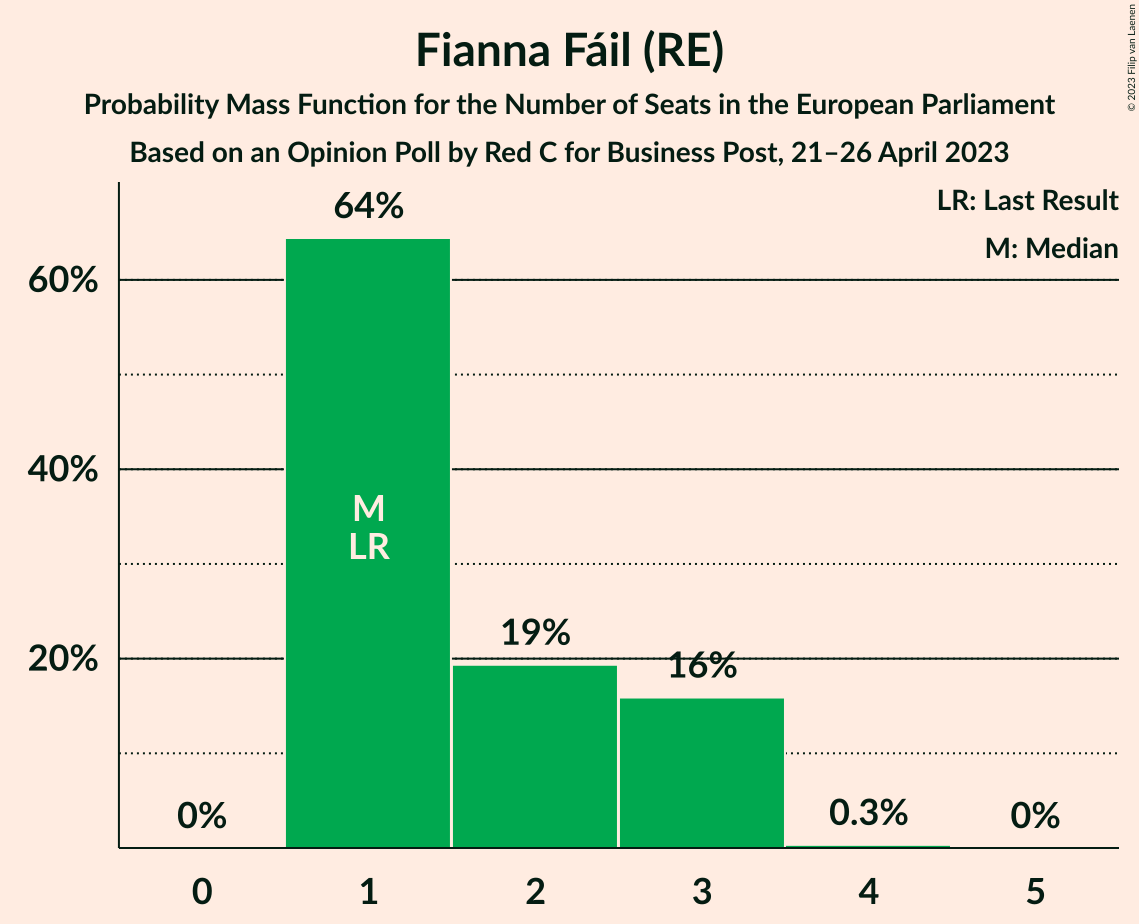 Fianna Fáil (RE)
Probability Mass Function for the Number of Seats in the European Parliament
Based on an Opinion Poll by Red C for Business Post, 21–26 April 2023
© 2023 Filip van Laenen
LR: Last Result
M: Median
64%
60%
40%
M
LR
19%
20%
16%
0%
0.3%
0%
0
1
2
3
4
5